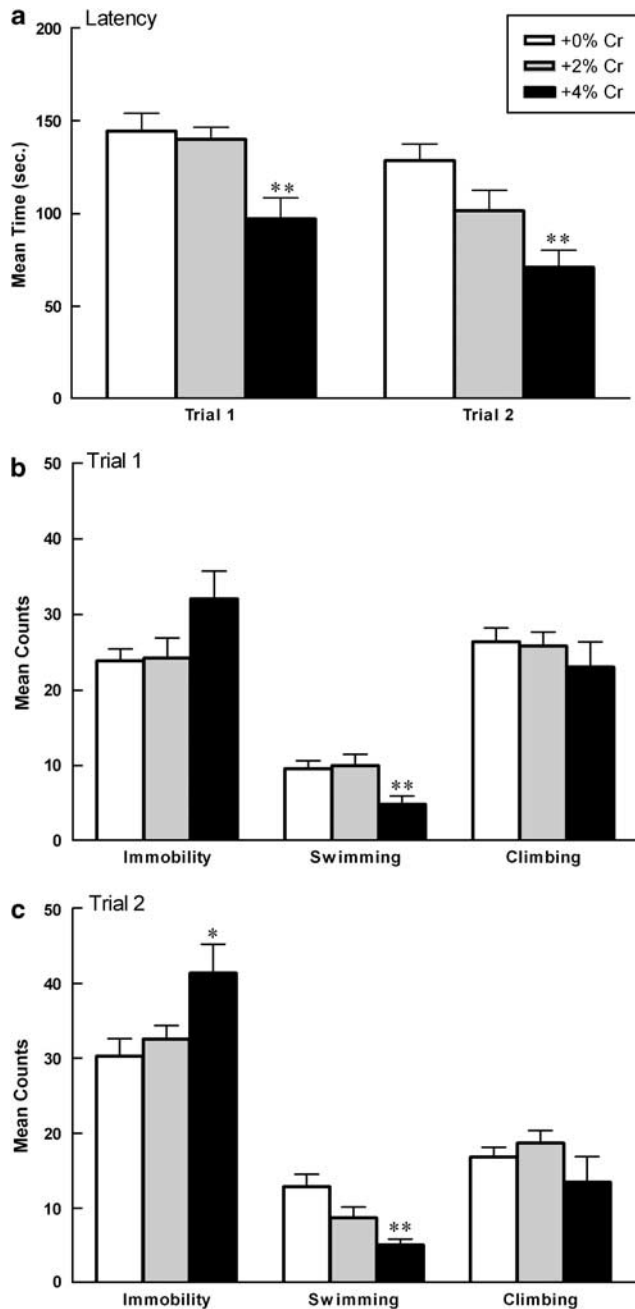 a
Latency
+0% Cr
+2% Cr
+4% Cr
Mean Time (sec.)
200
150
100
50
0
**
**
Trial 1
Trial 2
b
Trial 1
Mean Counts
50
40
30
20
10
0
**
Immobility
Swimming
Climbing
c
Trial 2
Mean Counts
50
40
30
20
10
0
*
**
Immobility
Swimming
Climbing